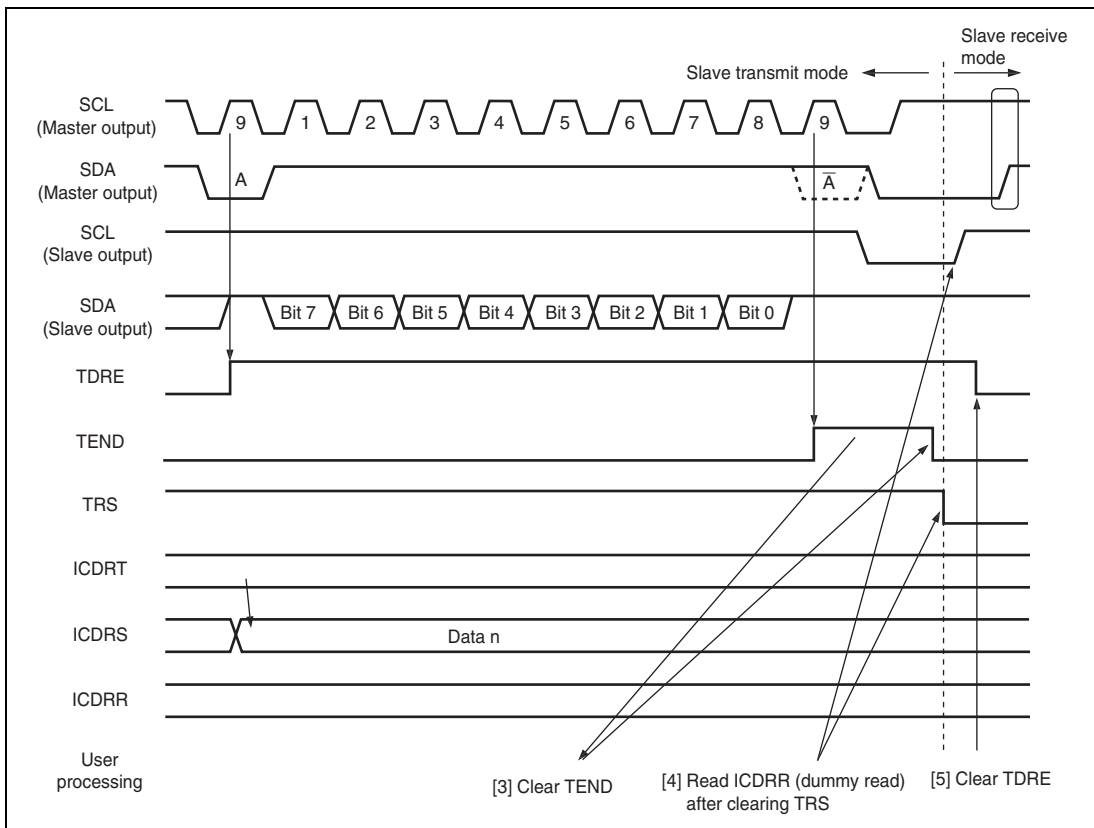 Slave receive
mode
Slave transmit mode
SCL
(Master output)
9 1 2 3 4 5 6 7 8 9
SDA
(Master output)
A A̅
SCL
(Slave output)
SDA
(Slave output)
Bit 7 Bit 6 Bit 5 Bit 4 Bit 3 Bit 2 Bit 1 Bit 0
TDRE
TEND
TRS
ICDRT
ICDRS
Data n
ICDRR
User
processing
[3] Clear TEND
[4] Read ICDRR (dummy read)
after clearing TRS
[5] Clear TDRE